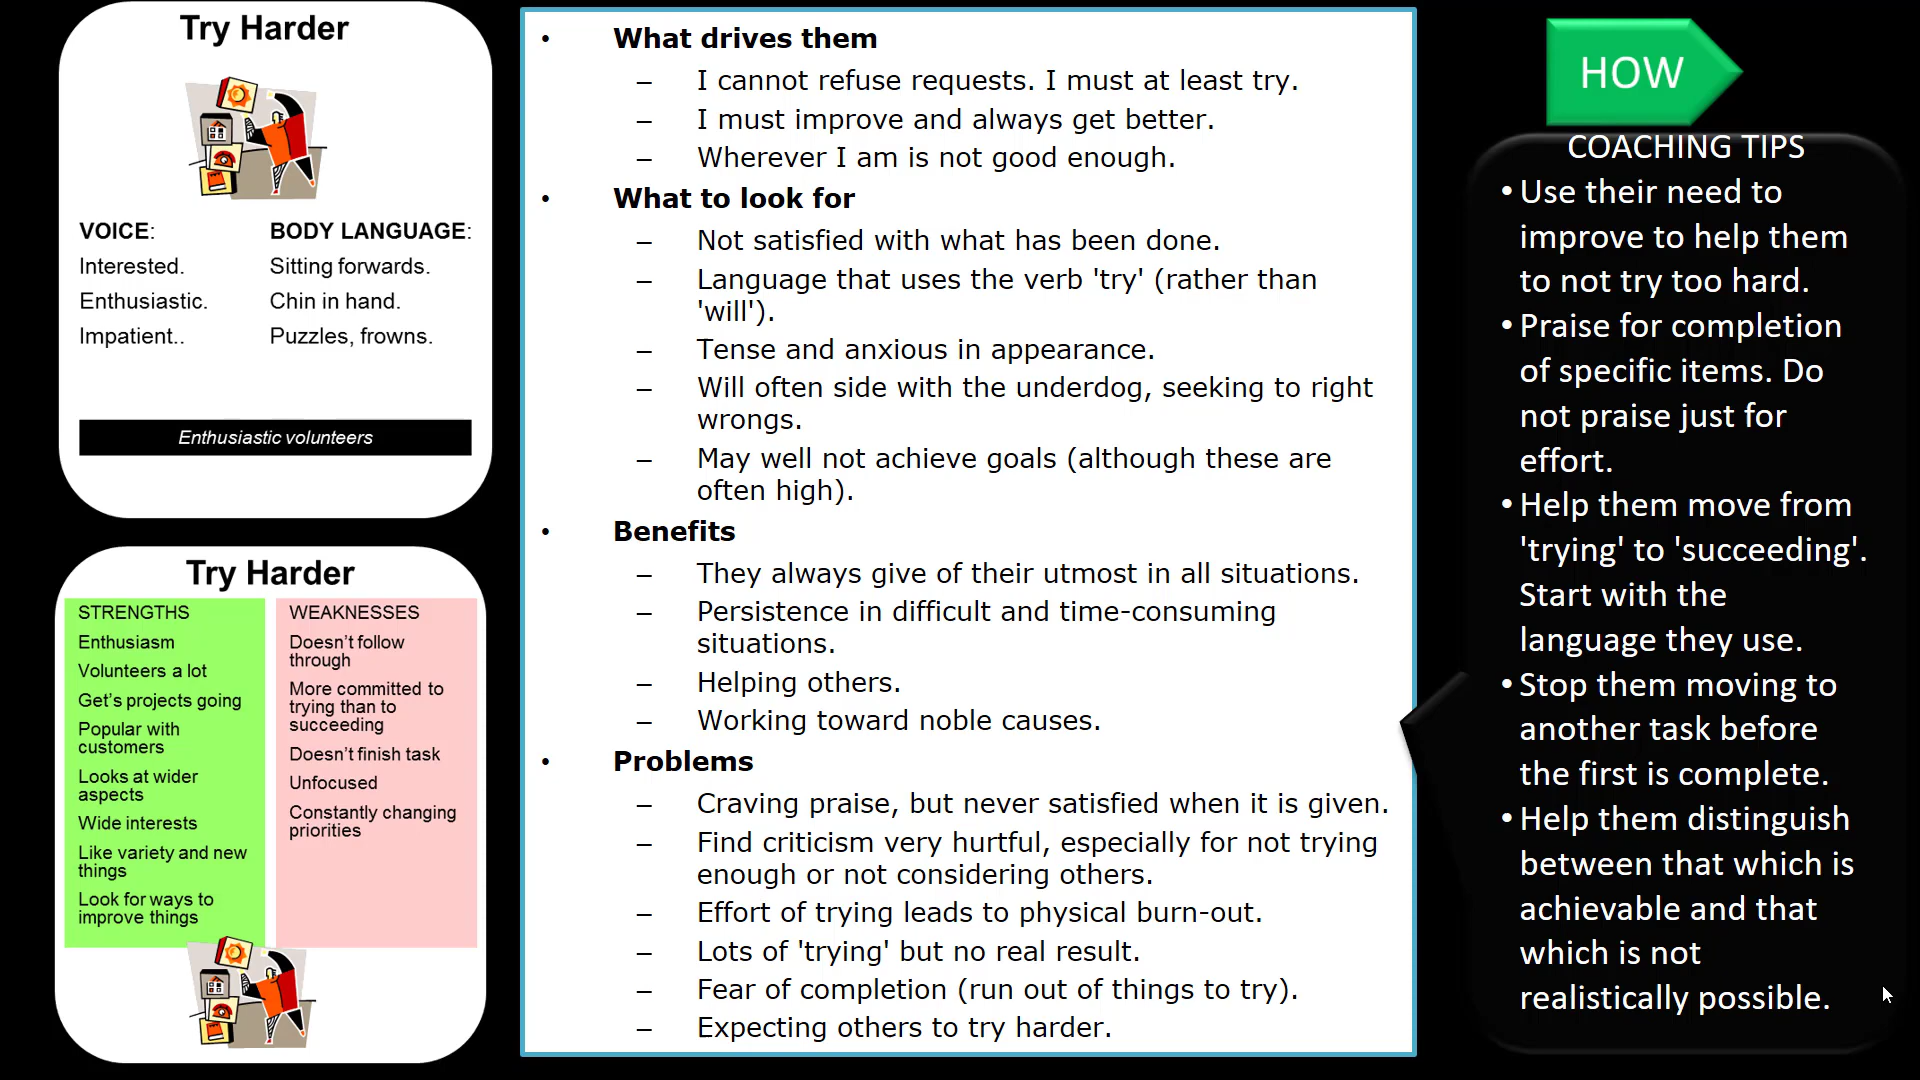 Try Harder
VOICE:
Interested.
Enthusiastic.
Impatient..
BODY LANGUAGE:
Sitting forwards.
Chin in hand.
Puzzles, frowns.
Enthusiastic volunteers
Try Harder
STRENGTHS
Enthusiasm
Volunteers a lot
Get’s projects going
Popular with
customers
Looks at wider
aspects
Wide interests
Like variety and new
things
Look for ways to
improve things
WEAKNESSES
Doesn’t follow
through
More committed to
trying than to
succeeding
Doesn’t finish task
Unfocused
Constantly changing
priorities
• What drives them
– I cannot refuse requests. I must at least try.
– I must improve and always get better.
– Wherever I am is not good enough.
• What to look for
– Not satisfied with what has been done.
– Language that uses the verb 'try' (rather than
'will').
– Tense and anxious in appearance.
– Will often side with the underdog, seeking to right
wrongs.
– May well not achieve goals (although these are
often high).
• Benefits
– They always give of their utmost in all situations.
– Persistence in difficult and time-consuming
situations.
– Helping others.
– Working toward noble causes.
• Problems
– Craving praise, but never satisfied when it is given.
– Find criticism very hurtful, especially for not trying
enough or not considering others.
– Effort of trying leads to physical burn-out.
– Lots of 'trying' but no real result.
– Fear of completion (run out of things to try).
– Expecting others to try harder.
HOW
COACHING TIPS
• Use their need to
improve to help them
to not try too hard.
• Praise for completion
of specific items. Do
not praise just for
effort.
• Help them move from
'trying' to 'succeeding'.
Start with the
language they use.
• Stop them moving to
another task before
the first is complete.
• Help them distinguish
between that which is
achievable and that
which is not
realistically possible.